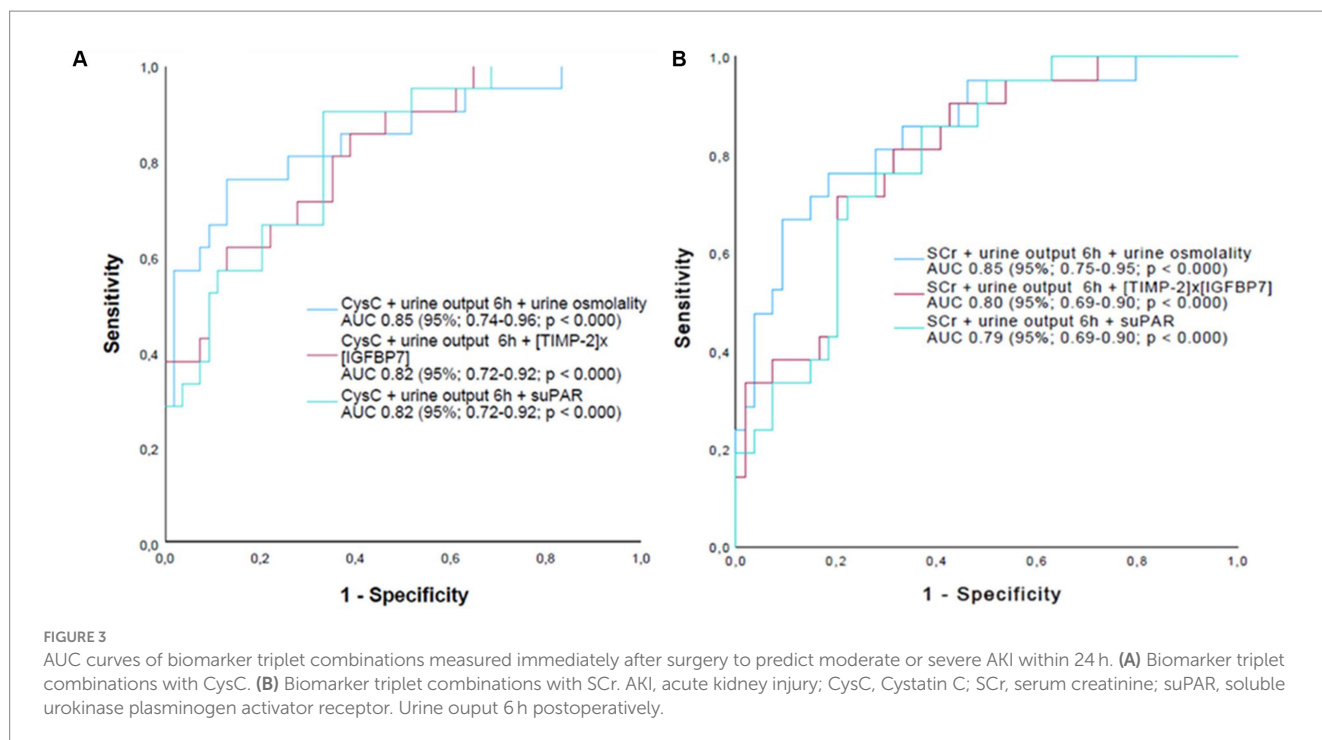 A
1,0
0,8
0,6
0,4
0,2
0,0
Sensitivity
CysC + urine output 6h + urine osmolality
AUC 0.85 (95%; 0.74-0.96; p < 0.000)
CysC + urine output 6h + [TIMP-2]x
[IGFBP7]
AUC 0.82 (95%; 0.72-0.92; p < 0.000)
CysC + urine output 6h + suPAR
AUC 0.82 (95%; 0.72-0.92; p < 0.000)
0,0 0,2 0,4 0,6 0,8 1,0
1 - Specificity
B
1,0
0,8
0,6
0,4
0,2
0,0
Sensitivity
SCr + urine output 6h + urine osmolality
AUC 0.85 (95%; 0.75-0.95; p < 0.000)
SCr + urine output 6h + [TIMP-2]x[IGFBP7]
AUC 0.80 (95%; 0.69-0.90; p < 0.000)
SCr + urine output 6h + suPAR
AUC 0.79 (95%; 0.69-0.90; p < 0.000)
0,0 0,2 0,4 0,6 0,8 1,0
1 - Specificity
FIGURE 3
AUC curves of biomarker triplet combinations measured immediately after surgery to predict moderate or severe AKI within 24 h. (A) Biomarker triplet
combinations with CysC. (B) Biomarker triplet combinations with SCr. AKI, acute kidney injury; CysC, Cystatin C; SCr, serum creatinine; suPAR, soluble
urokinase plasminogen activator receptor. Urine ouput 6 h postoperatively.